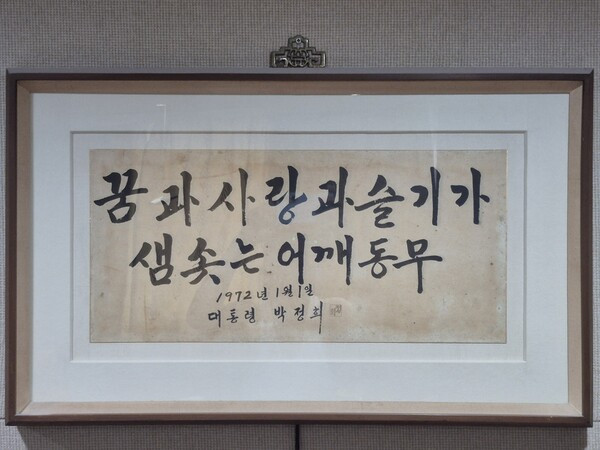 꿈과 사랑과 슬기가
샘솟는 어깨동무
1972년 1월 1일
대통령 박정희